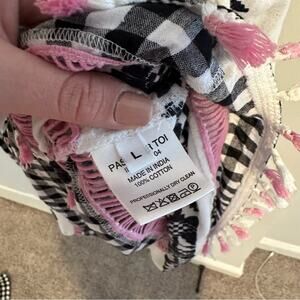 L
PAS
TOI
04
MADE IN INDIA
100% COTTON
PROFESSIONALLY DRY CLEAN